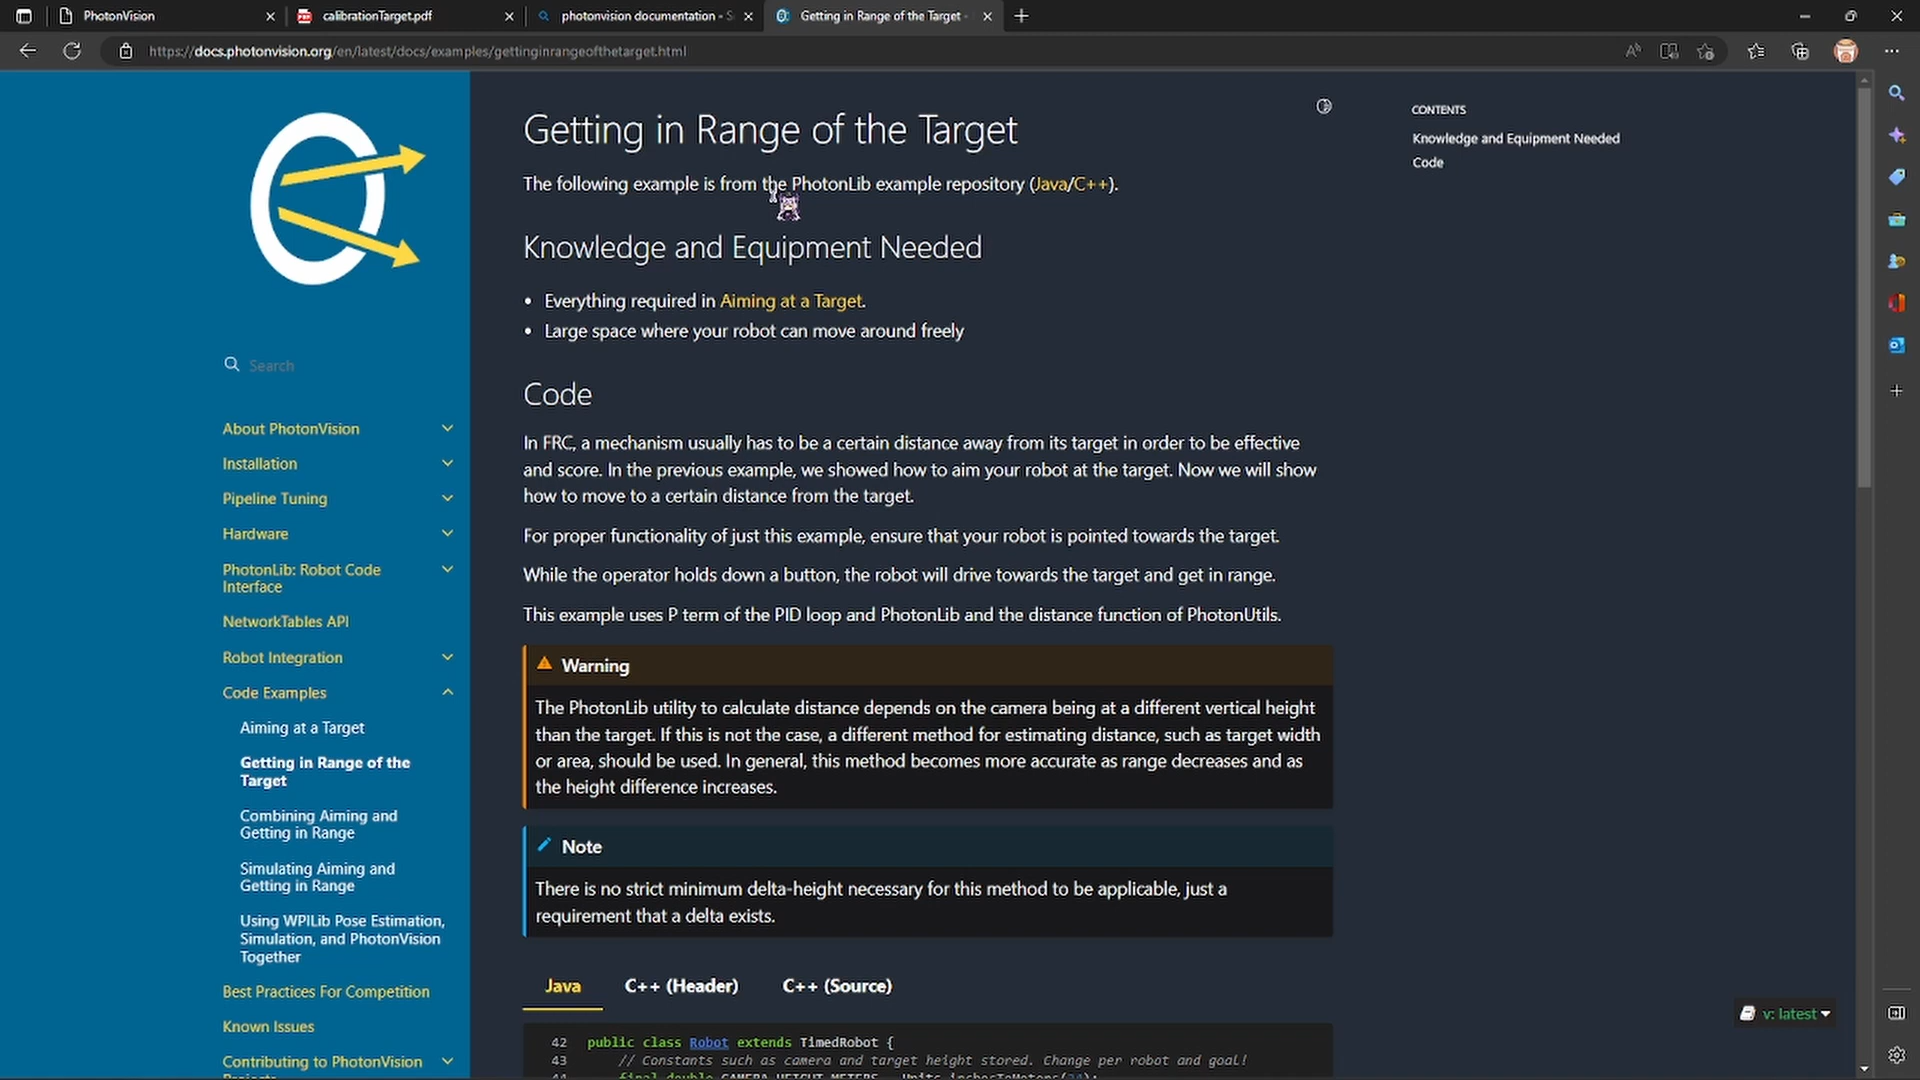 PhotonVision
calibrationTarget.pdf
photonvision documentation - S
Getting in Range of the Target -
https://docs.photonvision.org/en/latest/docs/examples/gettinginrangeofthetarget.html
Search
About PhotonVision
Installation
Pipeline Tuning
Hardware
PhotonLib: Robot Code
Interface
NetworkTables API
Robot Integration
Code Examples
Aiming at a Target
Getting in Range of the
Target
Combining Aiming and
Getting in Range
Simulating Aiming and
Getting in Range
Using WPILib Pose Estimation,
Simulation, and PhotonVision
Together
Best Practices For Competition
Known Issues
Contributing to PhotonVision
Projects
Getting in Range of the Target
The following example is from the PhotonLib example repository (Java/C++).
Knowledge and Equipment Needed
• Everything required in Aiming at a Target.
• Large space where your robot can move around freely
Code
In FRC, a mechanism usually has to be a certain distance away from its target in order to be effective
and score. In the previous example, we showed how to aim your robot at the target. Now we will show
how to move to a certain distance from the target.
For proper functionality of just this example, ensure that your robot is pointed towards the target.
While the operator holds down a button, the robot will drive towards the target and get in range.
This example uses P term of the PID loop and PhotonLib and the distance function of PhotonUtils.
Warning
The PhotonLib utility to calculate distance depends on the camera being at a different vertical height
than the target. If this is not the case, a different method for estimating distance, such as target width
or area, should be used. In general, this method becomes more accurate as range decreases and as
the height difference increases.
Note
There is no strict minimum delta-height necessary for this method to be applicable, just a
requirement that a delta exists.
Java C++ (Header) C++ (Source)
42 public class Robot extends TimedRobot {
43 // Constants such as camera and target height stored. Change per robot and goal!
44 final double CAMERA_HEIGHT_METERS = Units.inchesToMeters(24);
CONTENTS
Knowledge and Equipment Needed
Code
v: latest